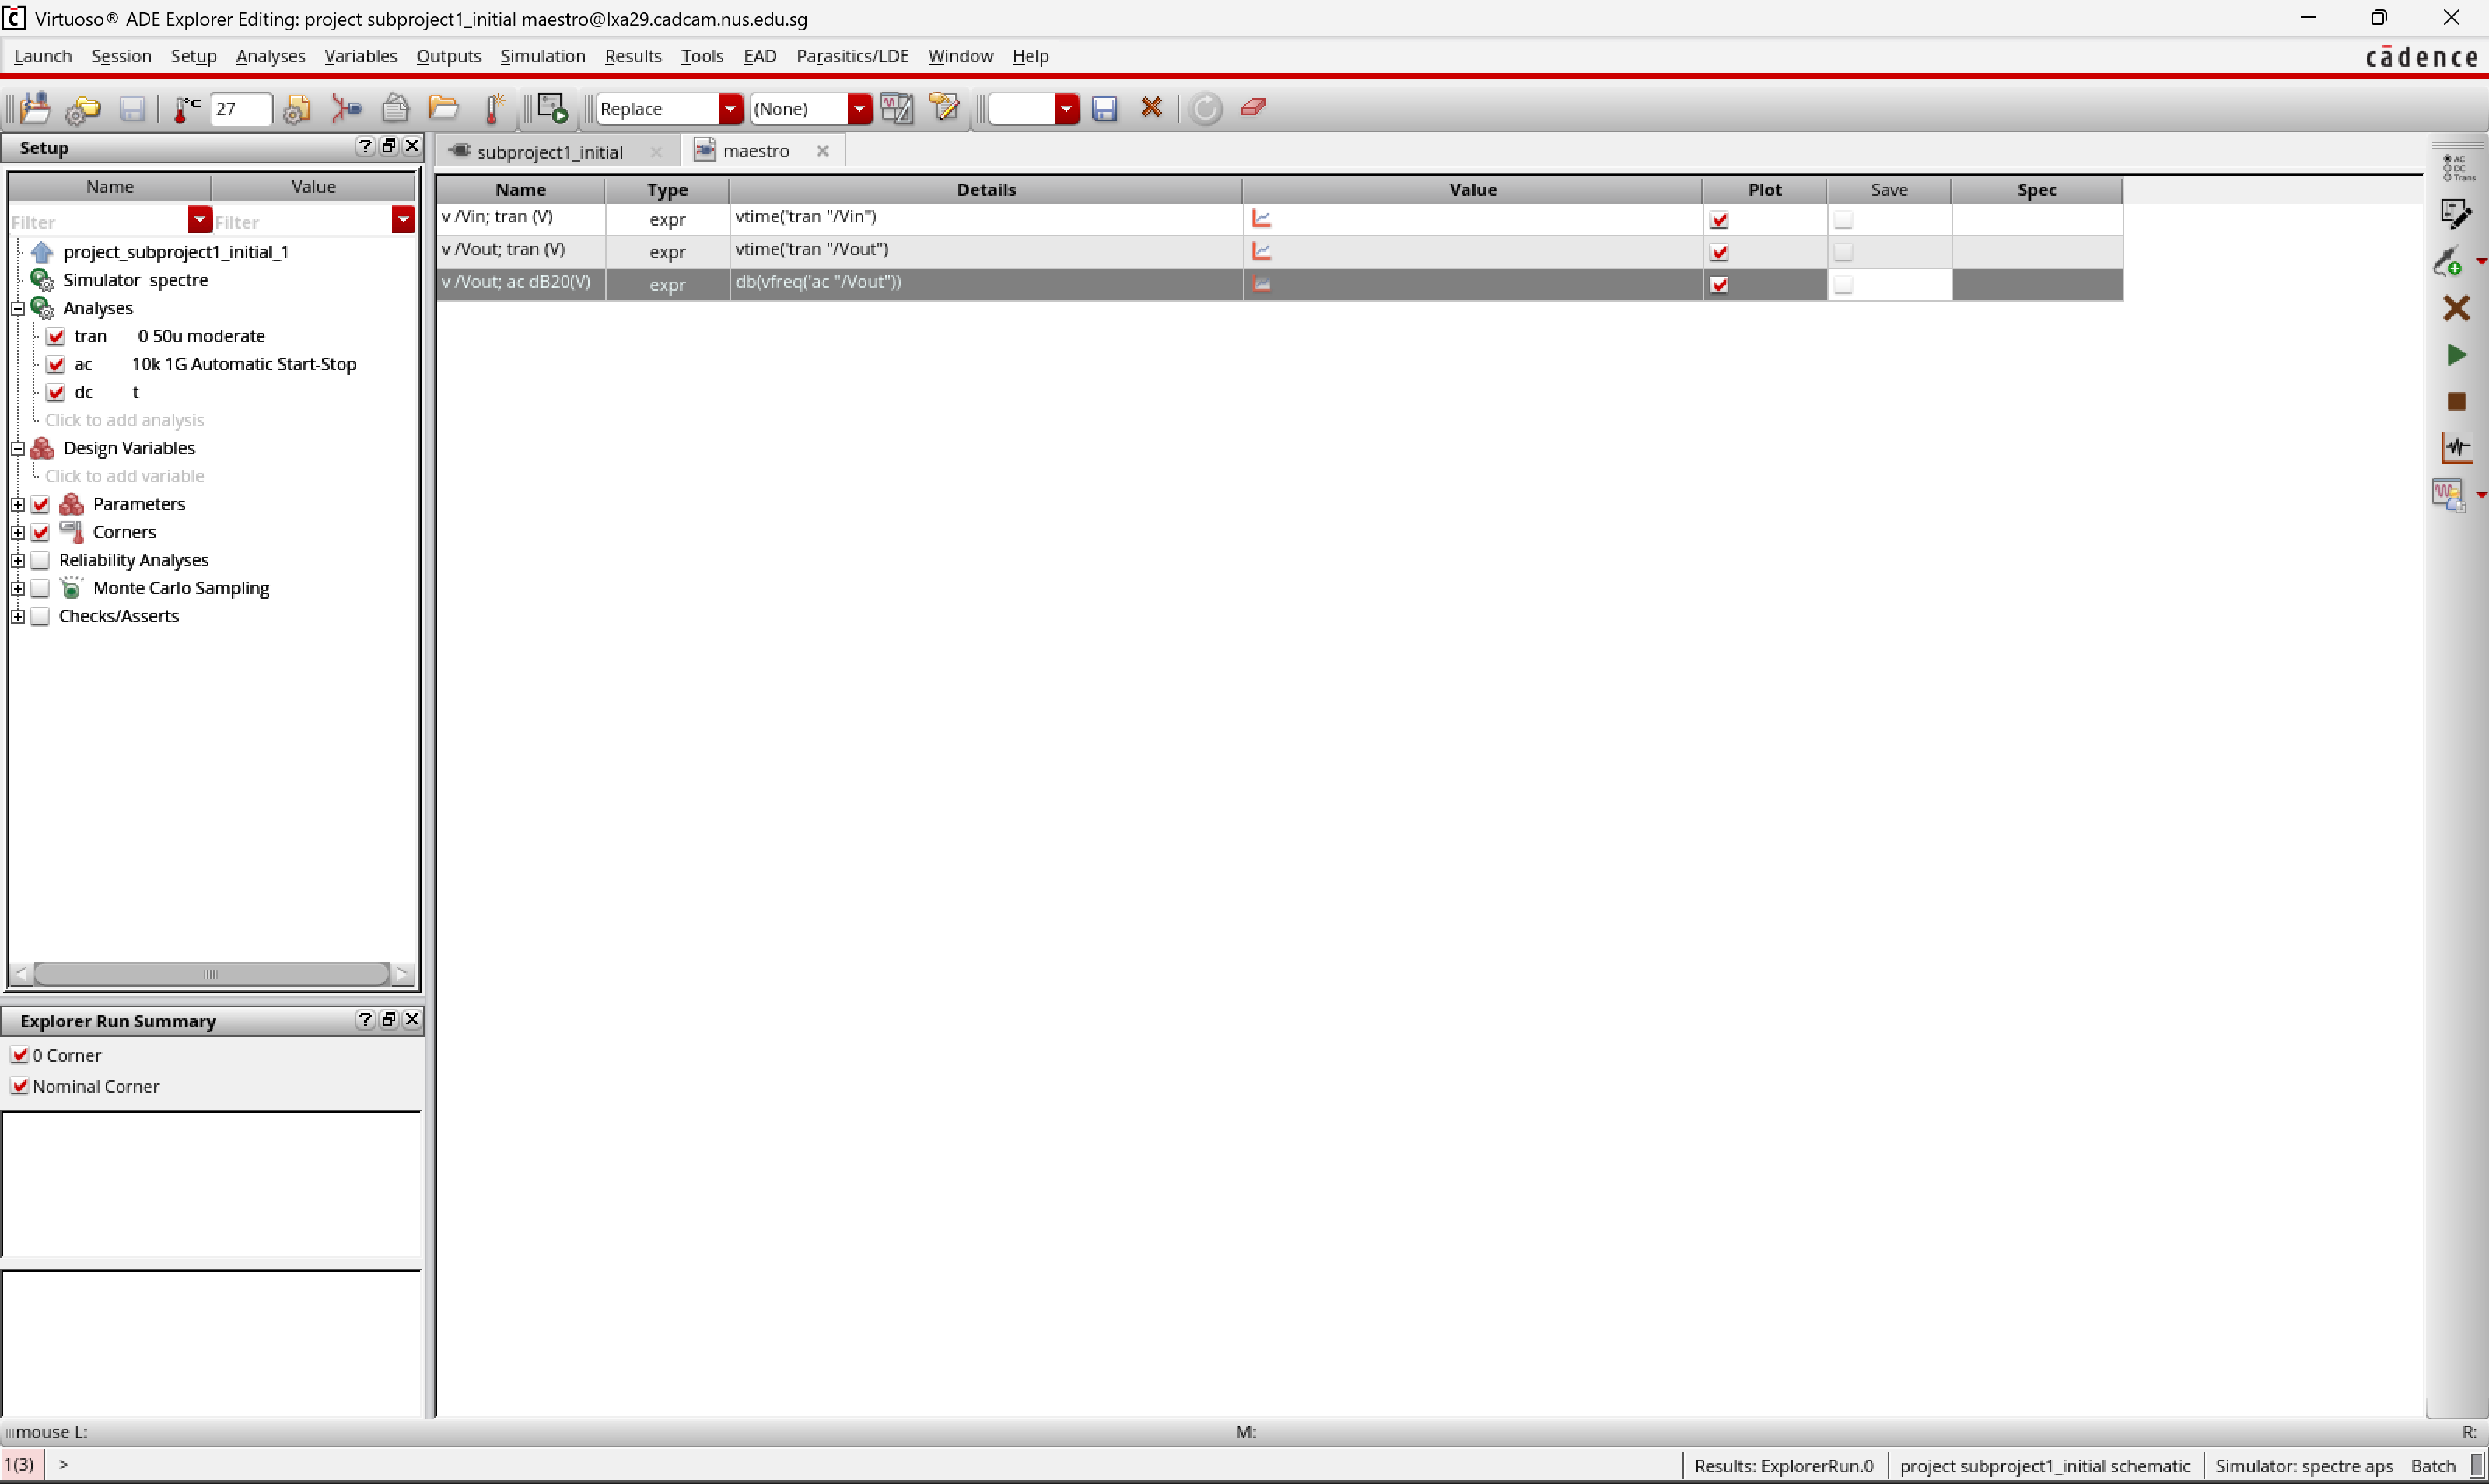 Virtuoso® ADE Explorer Editing: project subproject1_initial maestro@lxa29.cadcam.nus.edu.sg
Launch Session Setup Analyses Variables Outputs Simulation Results Tools EAD Parasitics/LDE Window Help
cādence
°C 27 Replace (None)
Setup
Name Value
Filter Filter
project_subproject1_initial_1
Simulator spectre
Analyses
tran 0 50u moderate
ac 10k 1G Automatic Start-Stop
dc t
Click to add analysis
Design Variables
Click to add variable
Parameters
Corners
Reliability Analyses
Monte Carlo Sampling
Checks/Asserts
Explorer Run Summary
0 Corner
Nominal Corner
subproject1_initial maestro
Name Type Details Value Plot Save Spec
v /Vin; tran (V) expr vtime('tran "/Vin")
v /Vout; tran (V) expr vtime('tran "/Vout")
v /Vout; ac dB20(V) expr db(vfreq('ac "/Vout"))
AC
DC
Trans
mouse L: M: R:
1(3) > Results: ExplorerRun.0 project subproject1_initial schematic Simulator: spectre aps Batch